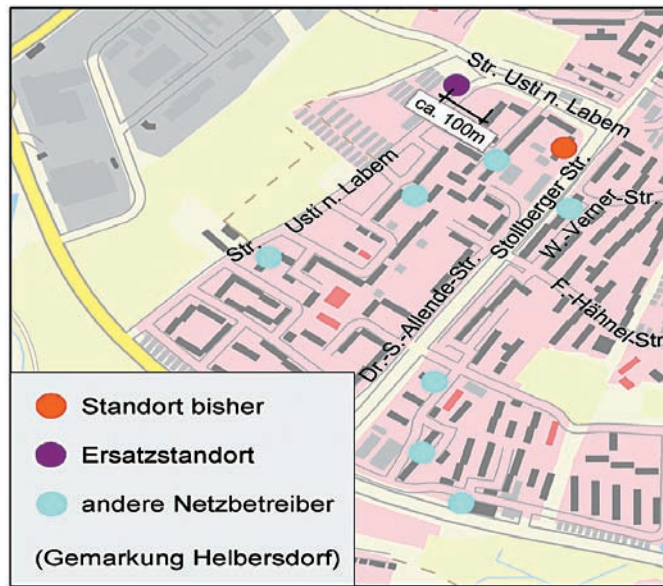 Str. Usti n. Labem
ca. 100m
Str. Usti n. Labem
Stollberger Str.
W.-Verner-Str.
Dr.-S.-Allende-Str.
F.-Hähner-Str
Standort bisher
Ersatzstandort
andere Netzbetreiber
(Gemarkung Helbersdorf)